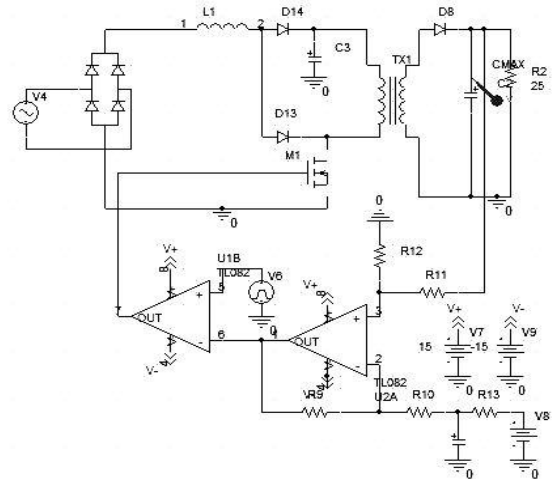 L1
1
2
D14
C3
TX1
D8
CMAX
C
R2
25
V4
D13
M1
0
0
0
0
R12
R11
V+
U1B
TL082
8
5
V6
7
OUT
+
6
-
4
V-
0
V+
8
3
1
OUT
+
2
-
4
TL082
U2A
V+
V-
15
V7
-15
V9
0
0
R9
R10
R13
V8
0
0